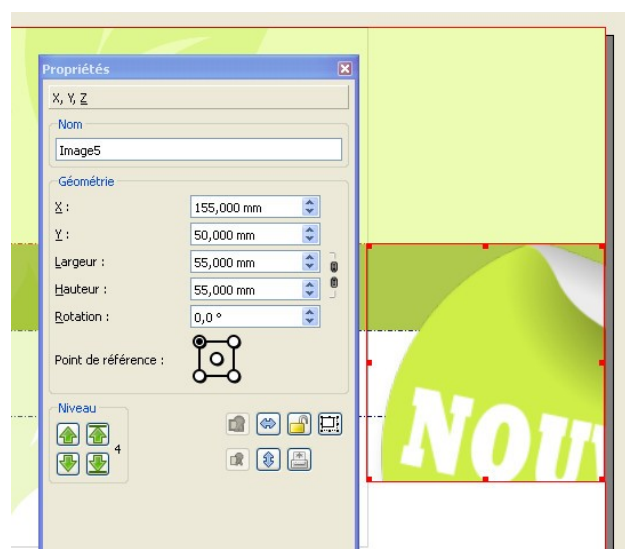 Propriétés
X, Y, Z
Nom
Image5
Géométrie
X : 155,000 mm
Y : 50,000 mm
Largeur : 55,000 mm
Hauteur : 55,000 mm
Rotation : 0,0 °
Point de référence :
Niveau
4
NOU